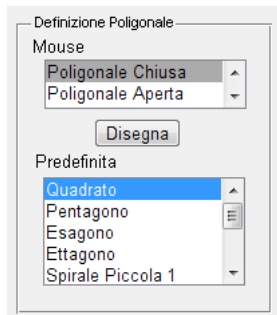 Definizione Poligonale
Mouse
Poligonale Chiusa
Poligonale Aperta
Disegna
Predefinita
Quadrato
Pentagono
Esagono
Ettagono
Spirale Piccola 1